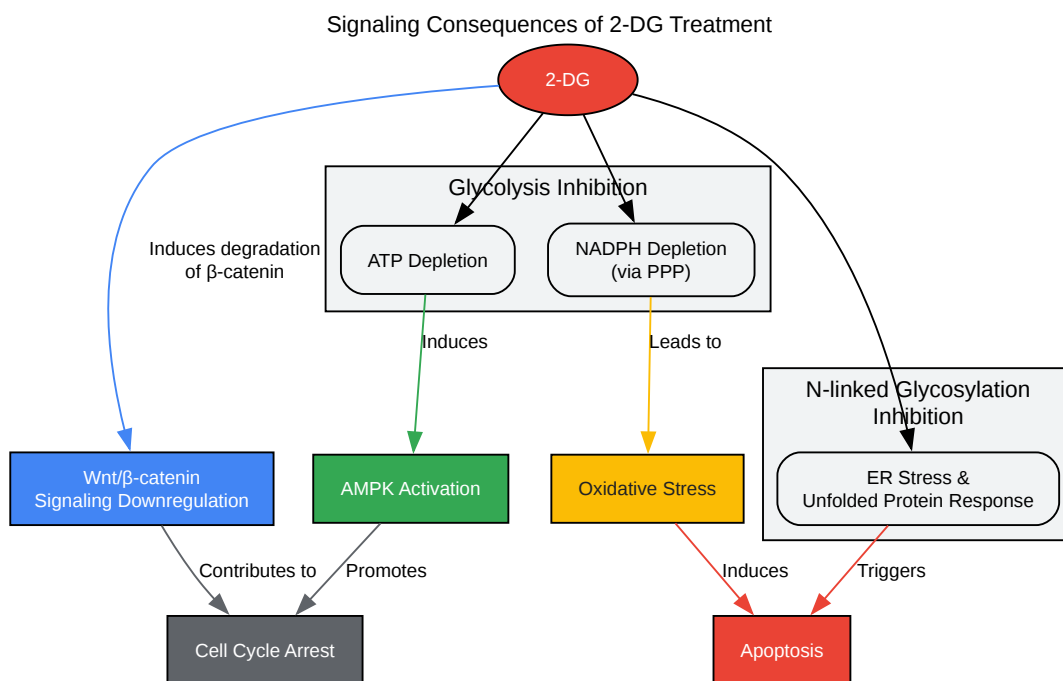 Signaling Consequences of 2-DG Treatment
2-DG
Glycolysis Inhibition
ATP Depletion
NADPH Depletion
(via PPP)
Induces degradation
of β-catenin
Induces
Leads to
N-linked Glycosylation
Inhibition
Wnt/β-catenin
Signaling Downregulation
AMPK Activation
Oxidative Stress
ER Stress &
Unfolded Protein Response
Contributes to
Promotes
Induces
Triggers
Cell Cycle Arrest
Apoptosis